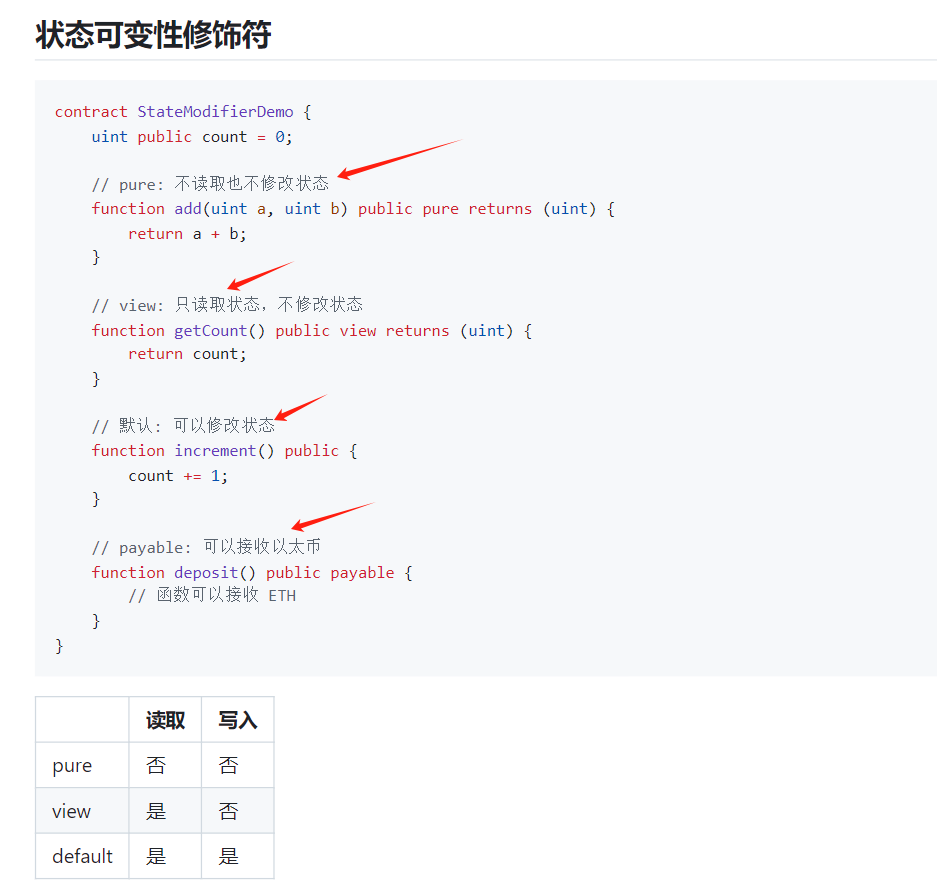 状态可变性修饰符
contract StateModifierDemo {
    uint public count = 0;

    // pure: 不读取也不修改状态
    function add(uint a, uint b) public pure returns (uint) {
        return a + b;
    }

    // view: 只读取状态，不修改状态
    function getCount() public view returns (uint) {
        return count;
    }

    // 默认: 可以修改状态
    function increment() public {
        count += 1;
    }

    // payable: 可以接收以太币
    function deposit() public payable {
        // 函数可以接收 ETH
    }
}
读取 写入
pure 否 否
view 是 否
default 是 是